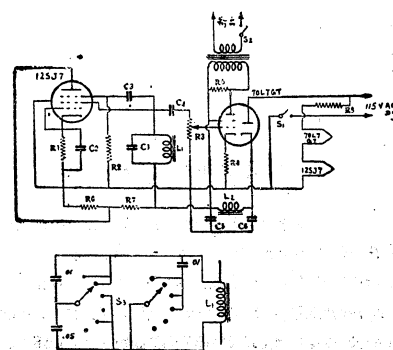 S2
12SJ7
C3
C4
R5
70L7GT
115V AC
R9
S1
R3
R1
C2
R2
C1
L1
R4
70L7
GT
12SJ7
L2
R6
R7
C5
C6
.01
.01
S3
L1
.05